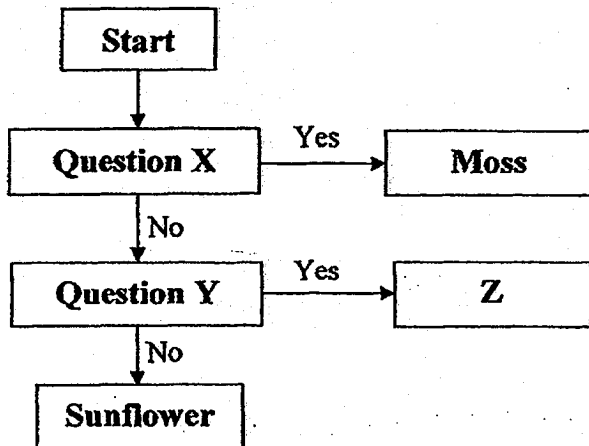 Start
Question X
Yes
Moss
No
Question Y
Yes
Z
No
Sunflower